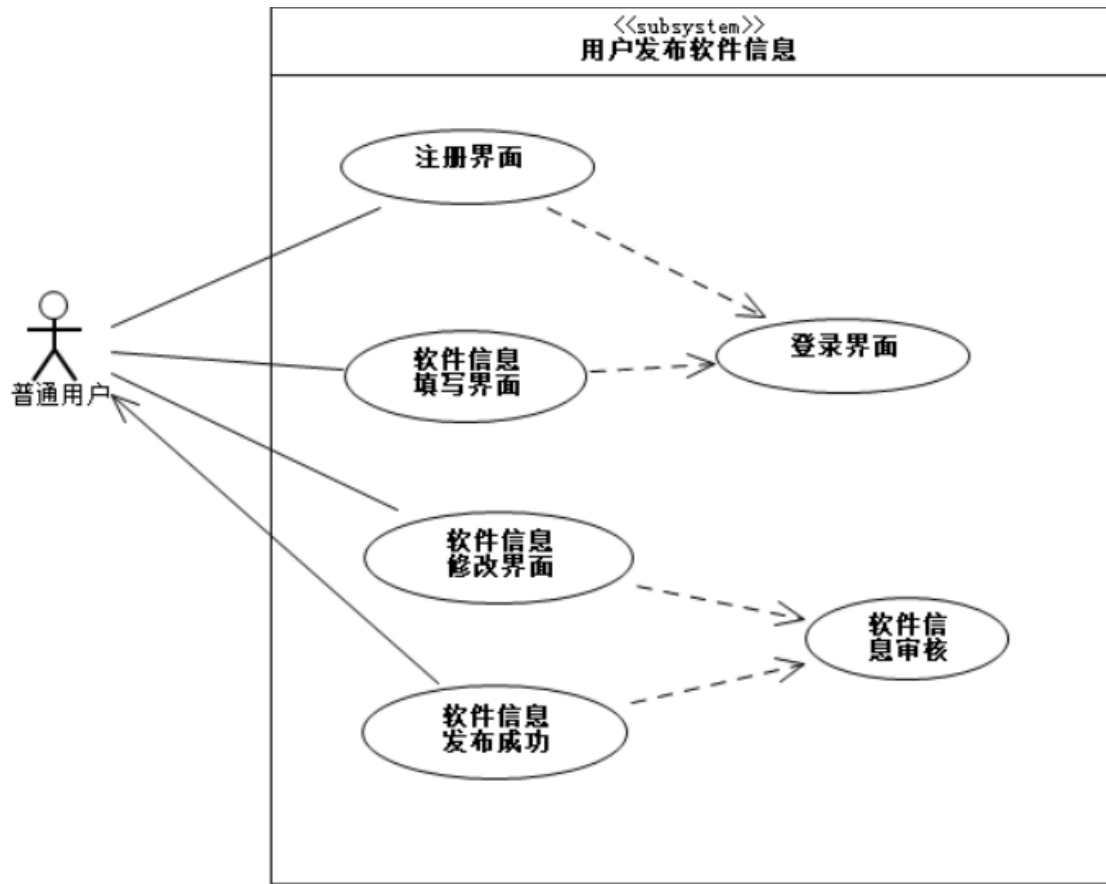 <<subsystem>>
用户发布软件信息
注册界面
登录界面
软件信息
填写界面
普通用户
软件信息
修改界面
软件信
息审核
软件信息
发布成功